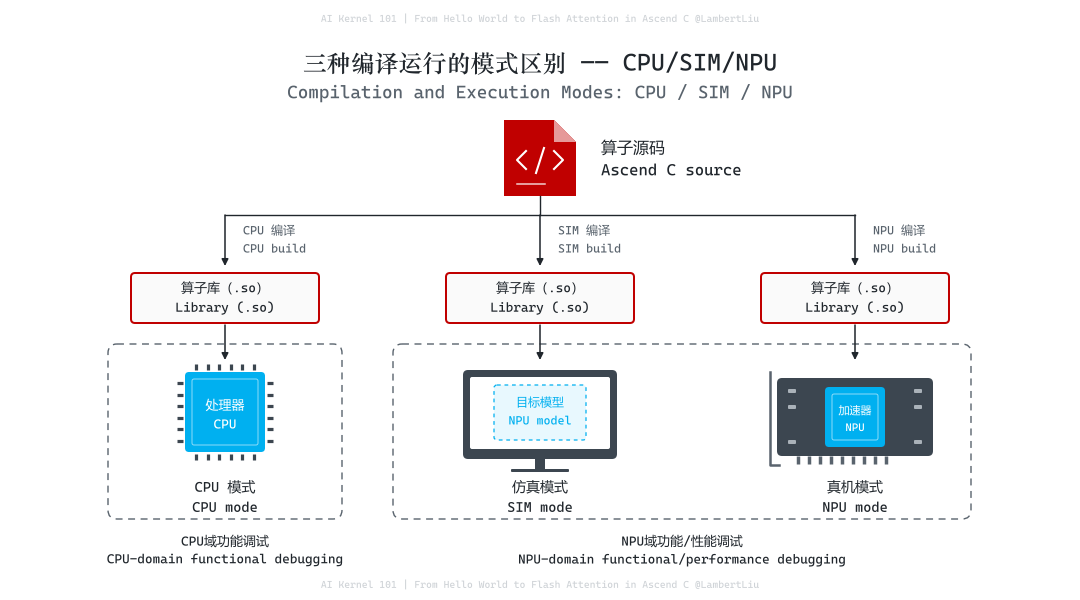 AI Kernel 101 | From Hello World to Flash Attention in Ascend C @LambertLiu
三种编译运行的模式区别 —— CPU/SIM/NPU
Compilation and Execution Modes: CPU / SIM / NPU
算子源码
Ascend C source
CPU 编译
CPU build
SIM 编译
SIM build
NPU 编译
NPU build
算子库（.so）
Library (.so)
算子库（.so）
Library (.so)
算子库（.so）
Library (.so)
处理器
CPU
目标模型
NPU model
加速器
NPU
CPU 模式
CPU mode
仿真模式
SIM mode
真机模式
NPU mode
CPU域功能调试
CPU-domain functional debugging
NPU域功能/性能调试
NPU-domain functional/performance debugging
AI Kernel 101 | From Hello World to Flash Attention in Ascend C @LambertLiu